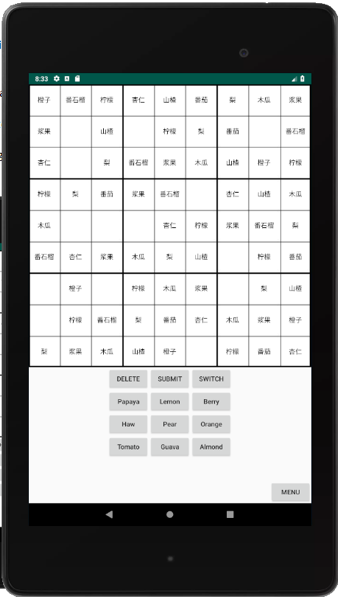 8:33
橙子 番石榴 柠檬 杏仁 山楂 番茄 梨 木瓜 浆果
浆果 山楂 柠檬 梨 番茄 番石榴
杏仁 梨 番石榴 浆果 木瓜 山楂 橙子 柠檬
柠檬 梨 番茄 浆果 番石榴 杏仁 山楂 木瓜
木瓜 杏仁 柠檬 浆果 番石榴 梨
番石榴 杏仁 浆果 木瓜 梨 山楂 柠檬 番茄
橙子 柠檬 木瓜 浆果 梨 山楂
柠檬 番石榴 梨 番茄 杏仁 木瓜 浆果 橙子
梨 浆果 木瓜 山楂 橙子 柠檬 番茄 杏仁
DELETE SUBMIT SWITCH
Papaya Lemon Berry
Haw Pear Orange
Tomato Guava Almond
MENU